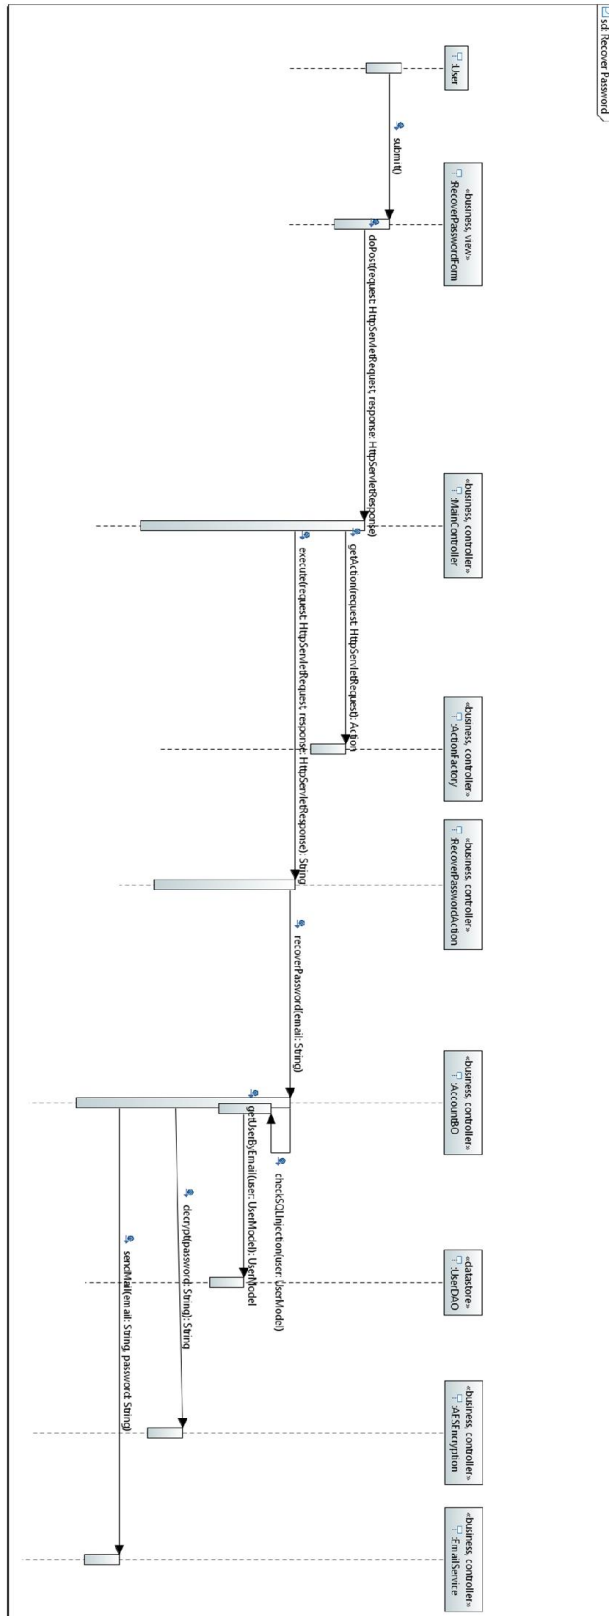 sd: Recover Password
:User
«business, view»
:RecoverPasswordForm
«business, controller»
:MainController
«business, controller»
:ActionFactory
«business, controller»
:RecoverPasswordAction
«business, controller»
:AccountBO
«datastore»
:UserDAO
«business, controller»
:AESEncryption
«business, controller»
:EmailService
submit()
doPost(request: HttpServletRequest, response: HttpServletResponse)
getAction(request: HttpServletRequest): Action
execute(request: HttpServletRequest, response: HttpServletResponse): String
recoverPassword(email: String)
checkSQLInjection(user: UserModel)
getUserByEmail(user: UserModel): UserModel
decrypt(password: String): String
sendMail(email: String, password: String)